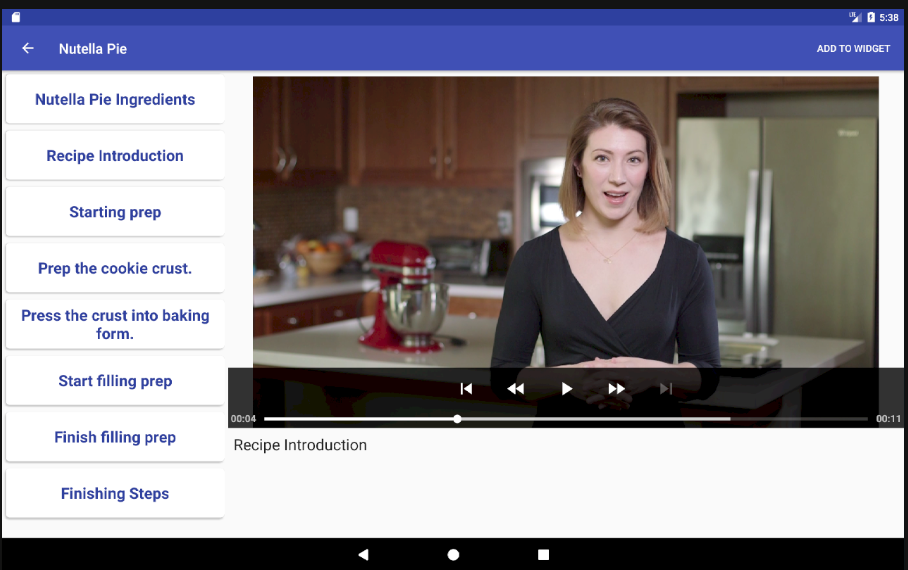 LTE 5:38
Nutella Pie
ADD TO WIDGET
Nutella Pie Ingredients
Recipe Introduction
Starting prep
Prep the cookie crust.
Press the crust into baking
form.
Start filling prep
Finish filling prep
Finishing Steps
00:04
00:11
Recipe Introduction